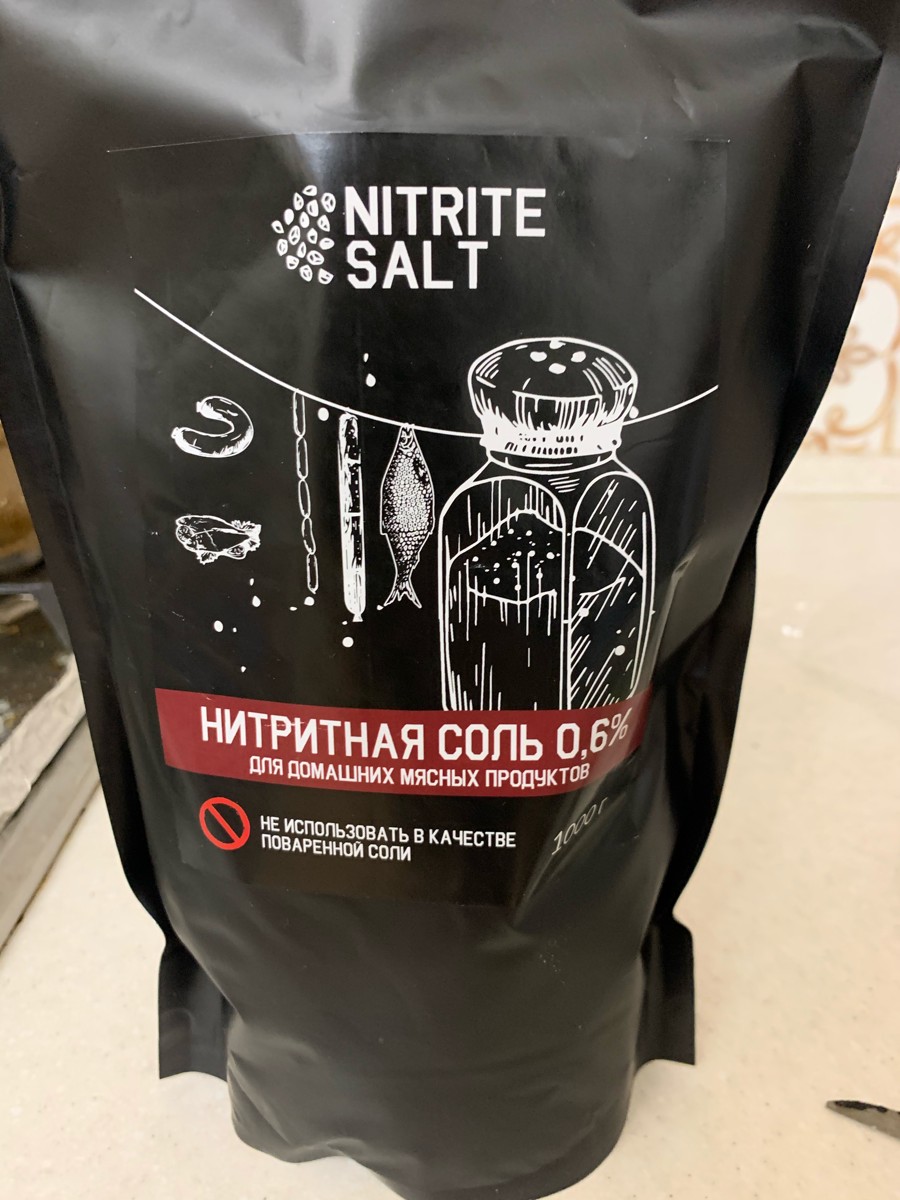 NITRITE
SALT
НИТРИТНАЯ СОЛЬ 0,6%
ДЛЯ ДОМАШНИХ МЯСНЫХ ПРОДУКТОВ
НЕ ИСПОЛЬЗОВАТЬ В КАЧЕСТВЕ
ПОВАРЕННОЙ СОЛИ
1000 г